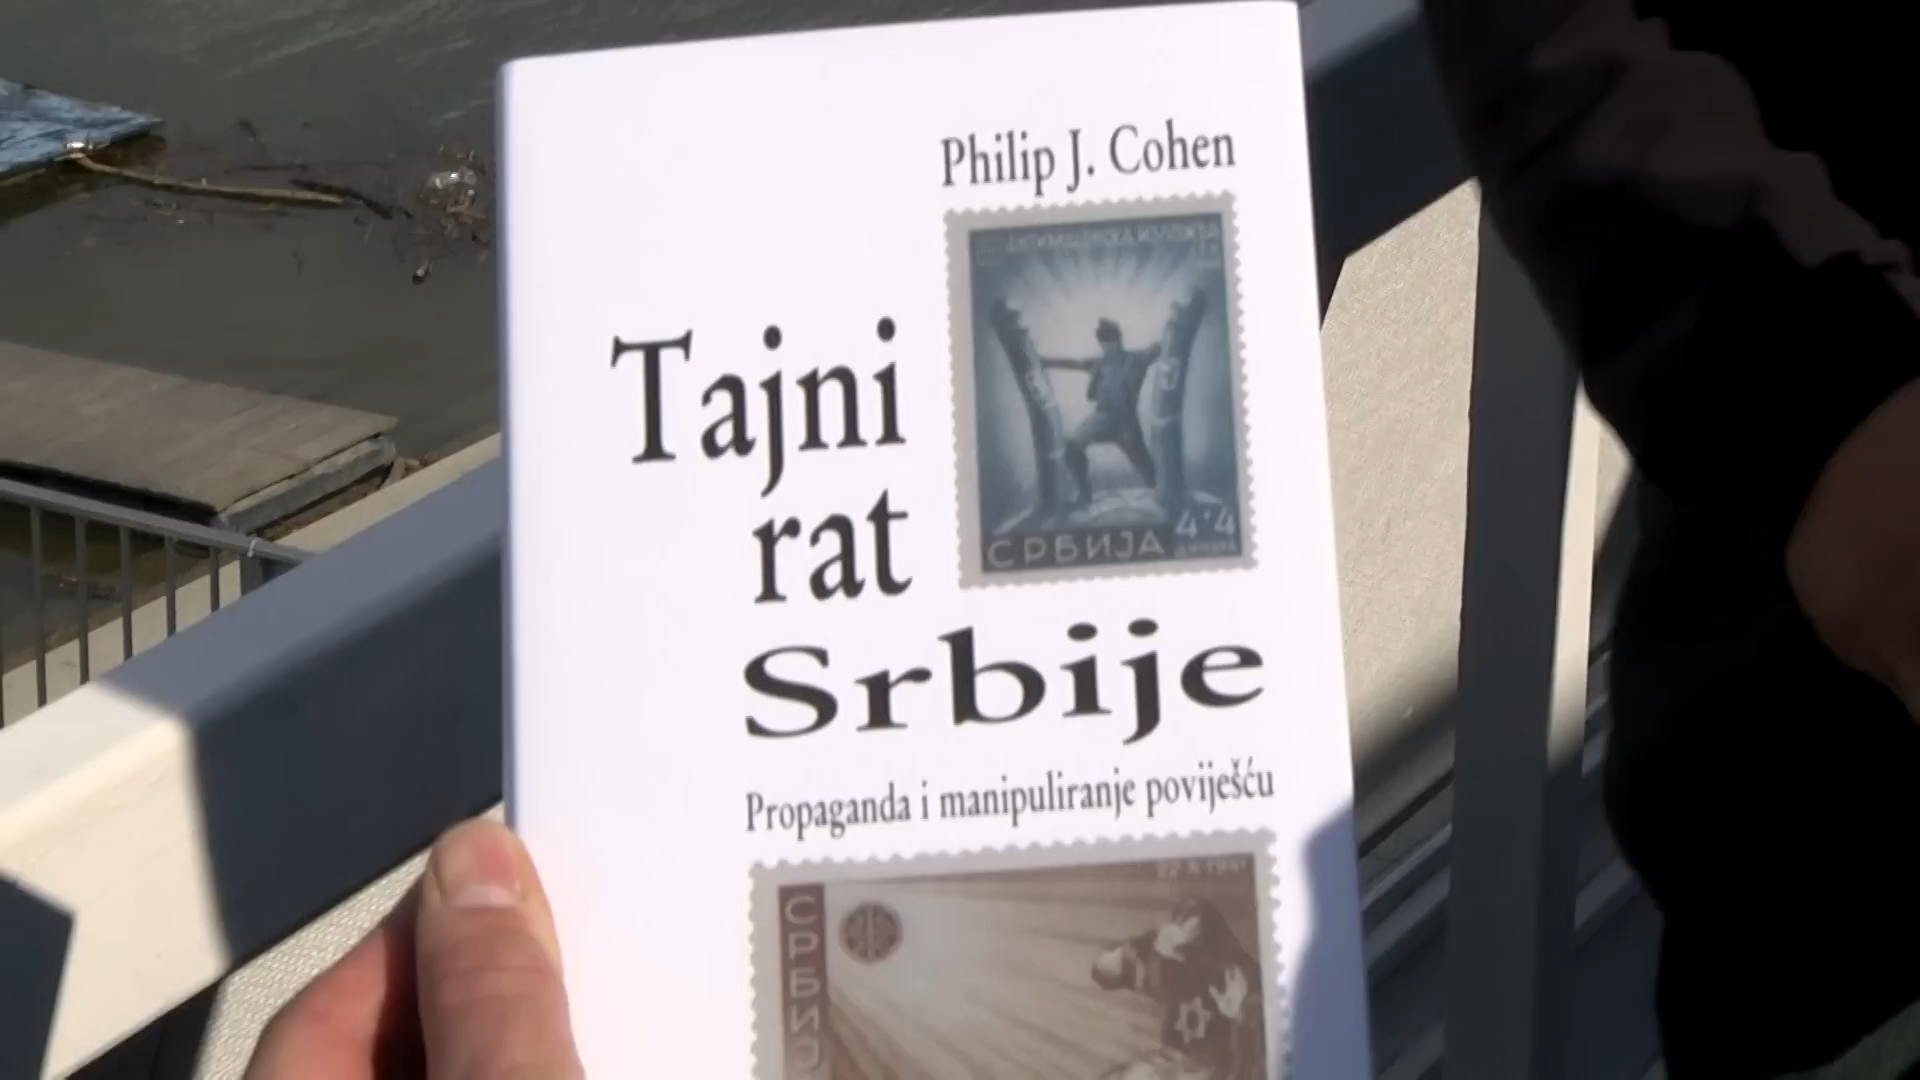 Philip J. Cohen
Tajni
rat
Srbije
Propaganda i manipuliranje poviješću
СРБИЈА
4+4
СРБИЈ